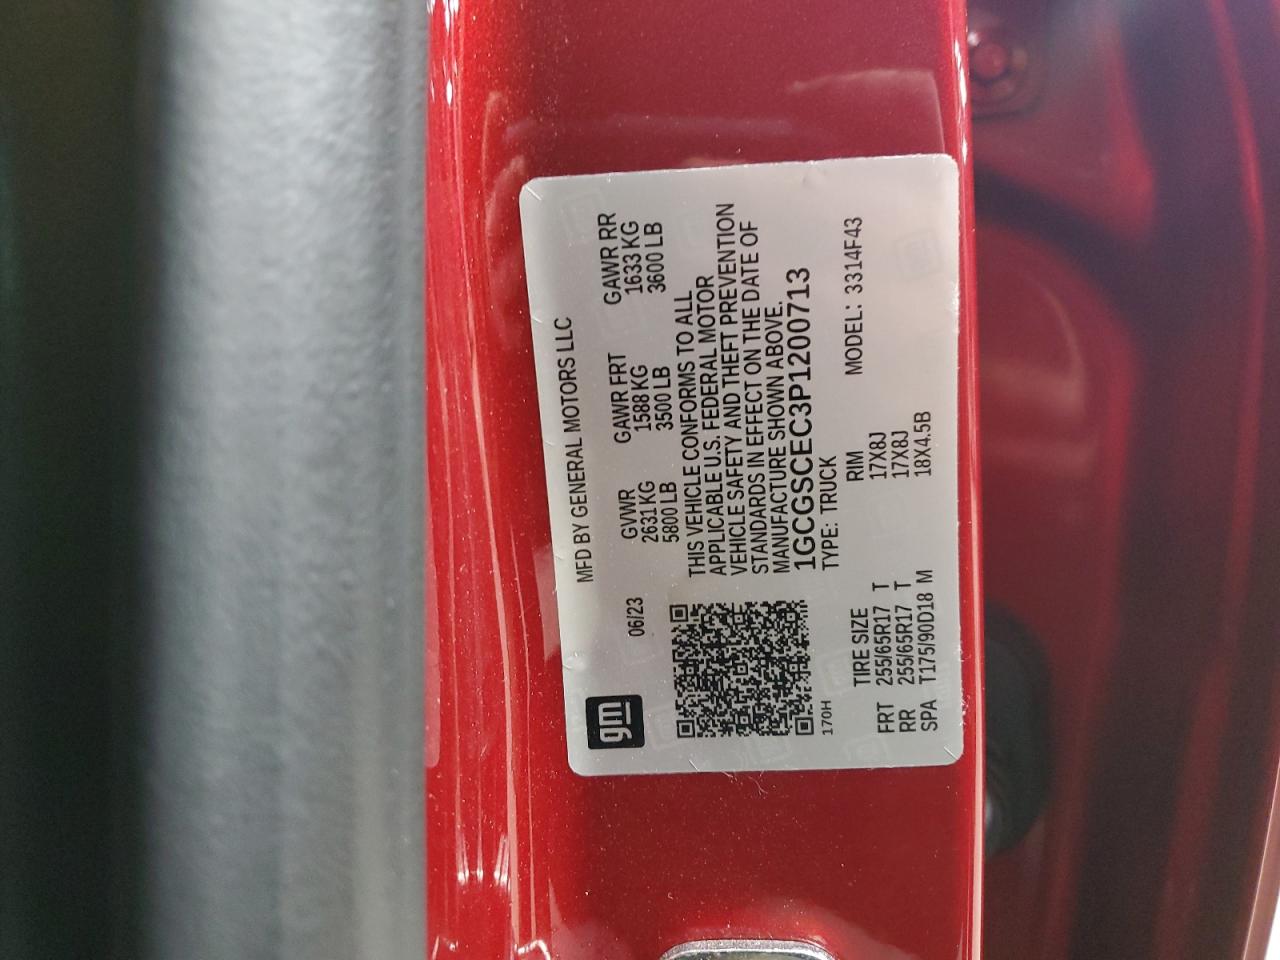 gm
MFD BY GENERAL MOTORS LLC
06/23
GVWR GAWR FRT GAWR RR
2631 KG 1588 KG 1633 KG
5800 LB 3500 LB 3600 LB
THIS VEHICLE CONFORMS TO ALL
APPLICABLE U.S. FEDERAL MOTOR
VEHICLE SAFETY AND THEFT PREVENTION
STANDARDS IN EFFECT ON THE DATE OF
MANUFACTURE SHOWN ABOVE.
1GCGSCEC3P1200713
170H
TYPE: TRUCK
MODEL: 3314F43
TIRE SIZE RIM
FRT 255/65R17 T 17X8J
RR 255/65R17 T 17X8J
SPA T175/90D18 M 18X4.5B